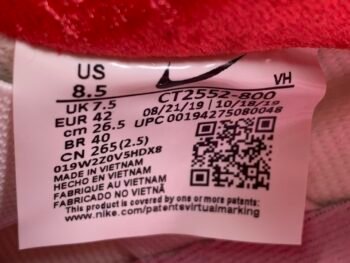 US
8.5
VH
CT2552-800
UK 7.5
08/21/19 | 10/18/19
EUR 42
UPC 00194275080048
cm 26.5
BR 40
CN 265(2.5)
019W2Z0V5HDX8
MADE IN VIETNAM
HECHO EN VIETNAM
FABRIQUE AU VIETNAM
FABRICADO NO VIETNÃ
This product is covered by one or more patents:
www.nike.com/patentsvirtualmarking